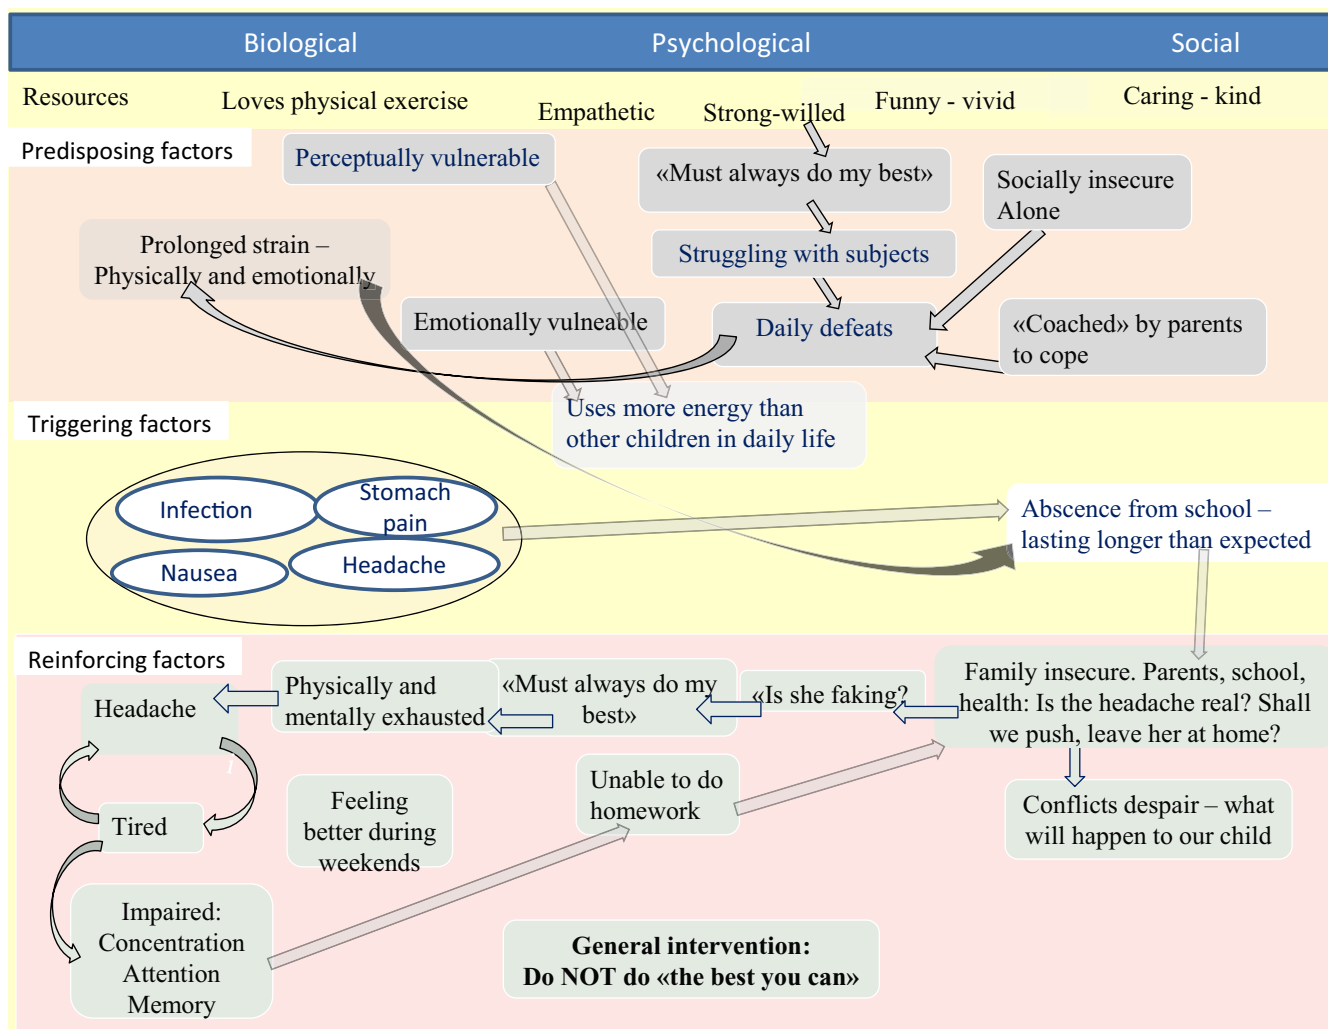 Biological
Psychological
Social
Resources
Loves physical exercise
Empathetic
Strong-willed
Funny - vivid
Caring - kind
Predisposing factors
Perceptually vulnerable
«Must always do my best»
Socially insecure
Alone
Prolonged strain –
Physically and emotionally
Struggling with subjects
Emotionally vulneable
Daily defeats
«Coached» by parents
to cope
Triggering factors
Uses more energy than
other children in daily life
Infection
Stomach
pain
Nausea
Headache
Abscence from school –
lasting longer than expected
Reinforcing factors
Headache
Physically and
mentally exhausted
«Must always do my
best»
«Is she faking?
Family insecure. Parents, school,
health: Is the headache real? Shall
we push, leave her at home?
1
Tired
Feeling
better during
weekends
Unable to do
homework
Conflicts despair – what
will happen to our child
Impaired:
Concentration
Attention
Memory
General intervention:
Do NOT do «the best you can»